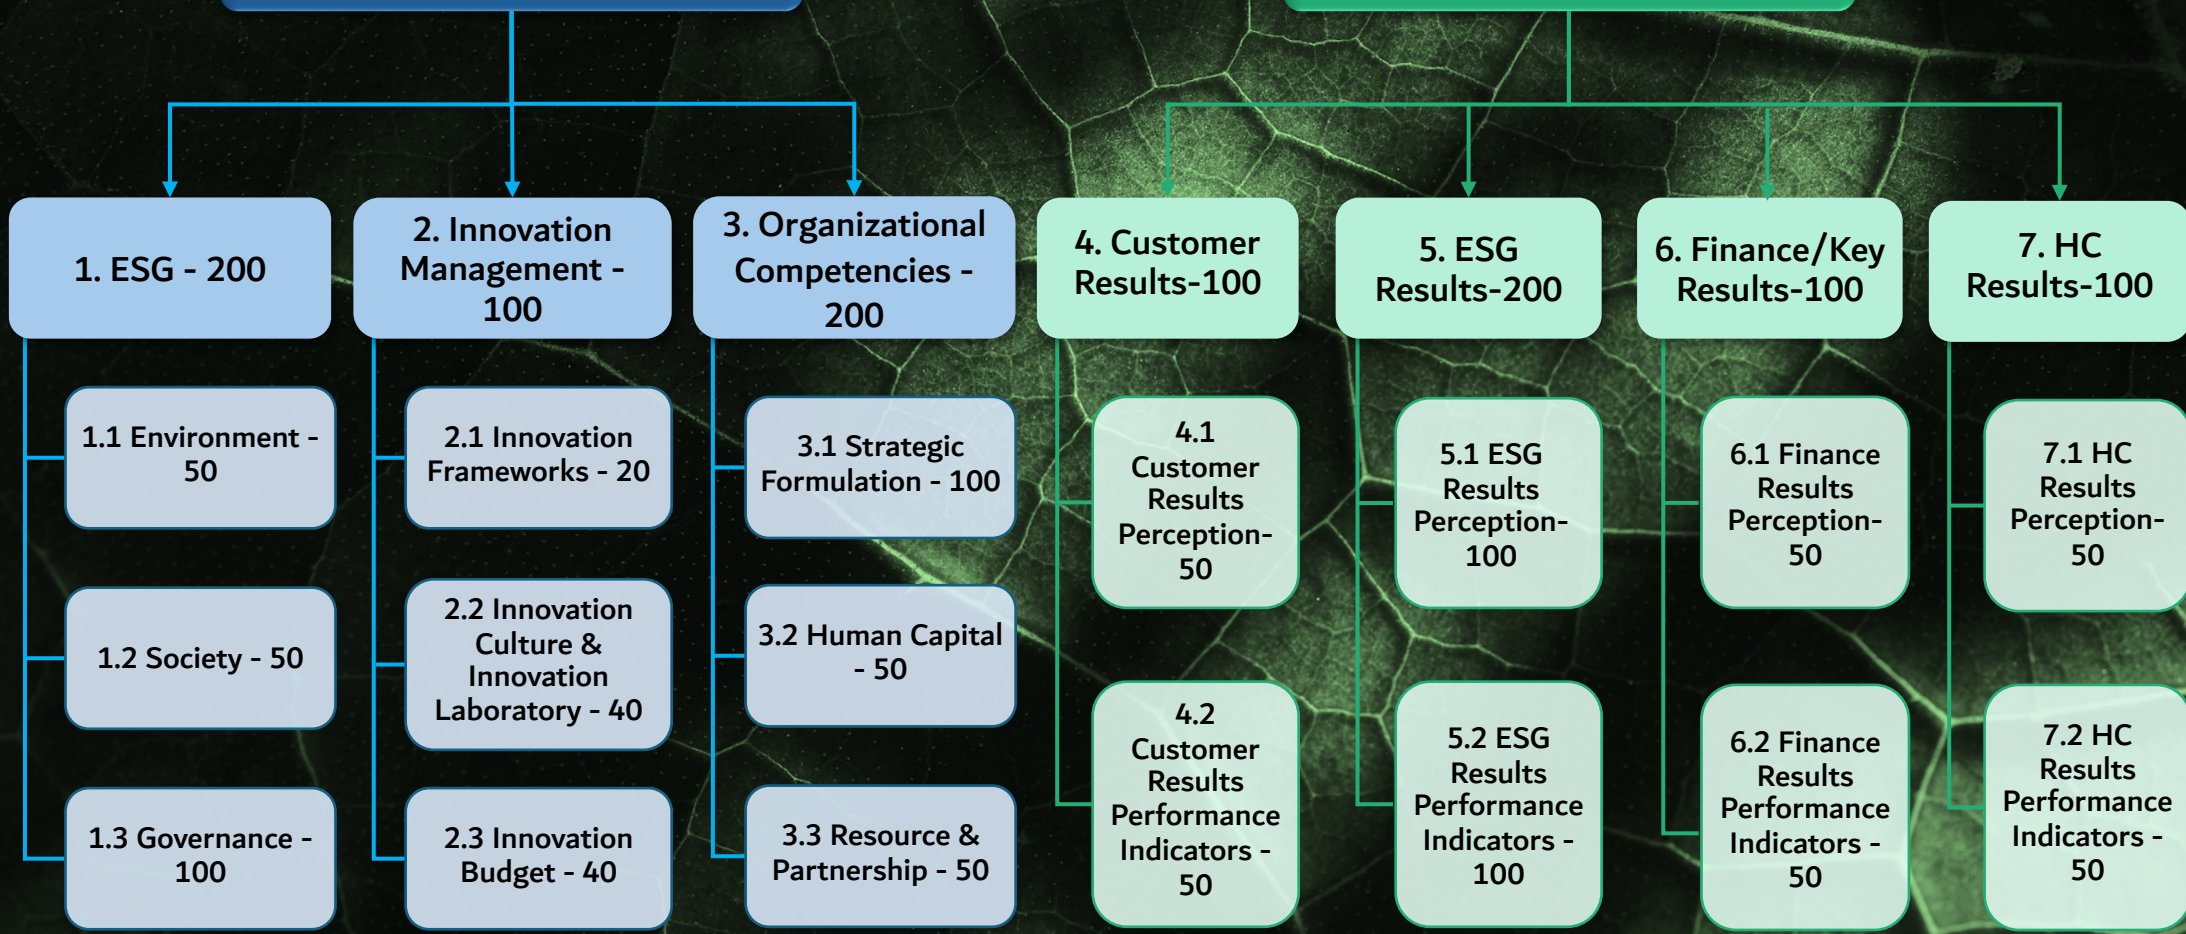 1. ESG - 200
2. Innovation
Management -
100
3. Organizational
Competencies -
200
4. Customer
Results-100
5. ESG
Results-200
6. Finance/Key
Results-100
7. HC
Results-100
1.1 Environment -
50
1.2 Society - 50
1.3 Governance -
100
2.1 Innovation
Frameworks - 20
2.2 Innovation
Culture &
Innovation
Laboratory - 40
2.3 Innovation
Budget - 40
3.1 Strategic
Formulation - 100
3.2 Human Capital
- 50
3.3 Resource &
Partnership - 50
4.1
Customer
Results
Perception-
50
4.2
Customer
Results
Performance
Indicators -
50
5.1 ESG
Results
Perception-
100
5.2 ESG
Results
Performance
Indicators -
100
6.1 Finance
Results
Perception-
50
6.2 Finance
Results
Performance
Indicators -
50
7.1 HC
Results
Perception-
50
7.2 HC
Results
Performance
Indicators -
50